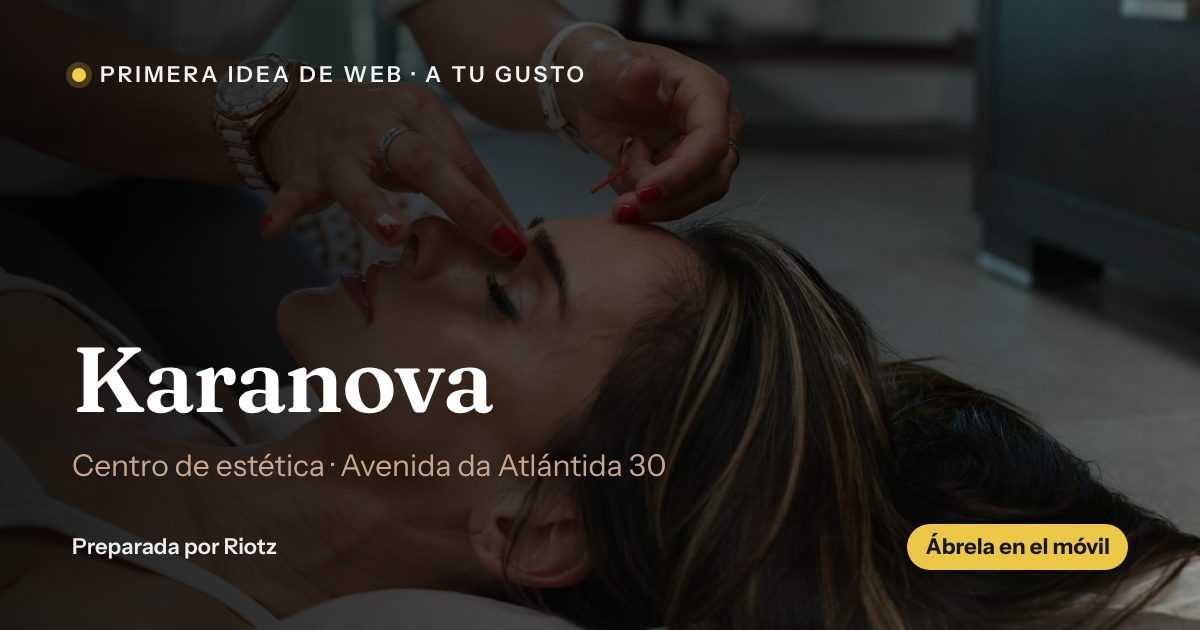 PRIMERA IDEA DE WEB · A TU GUSTO
Karanova
Centro de estética · Avenida da Atlántida 30
Preparada por Riotz
Ábrela en el móvil